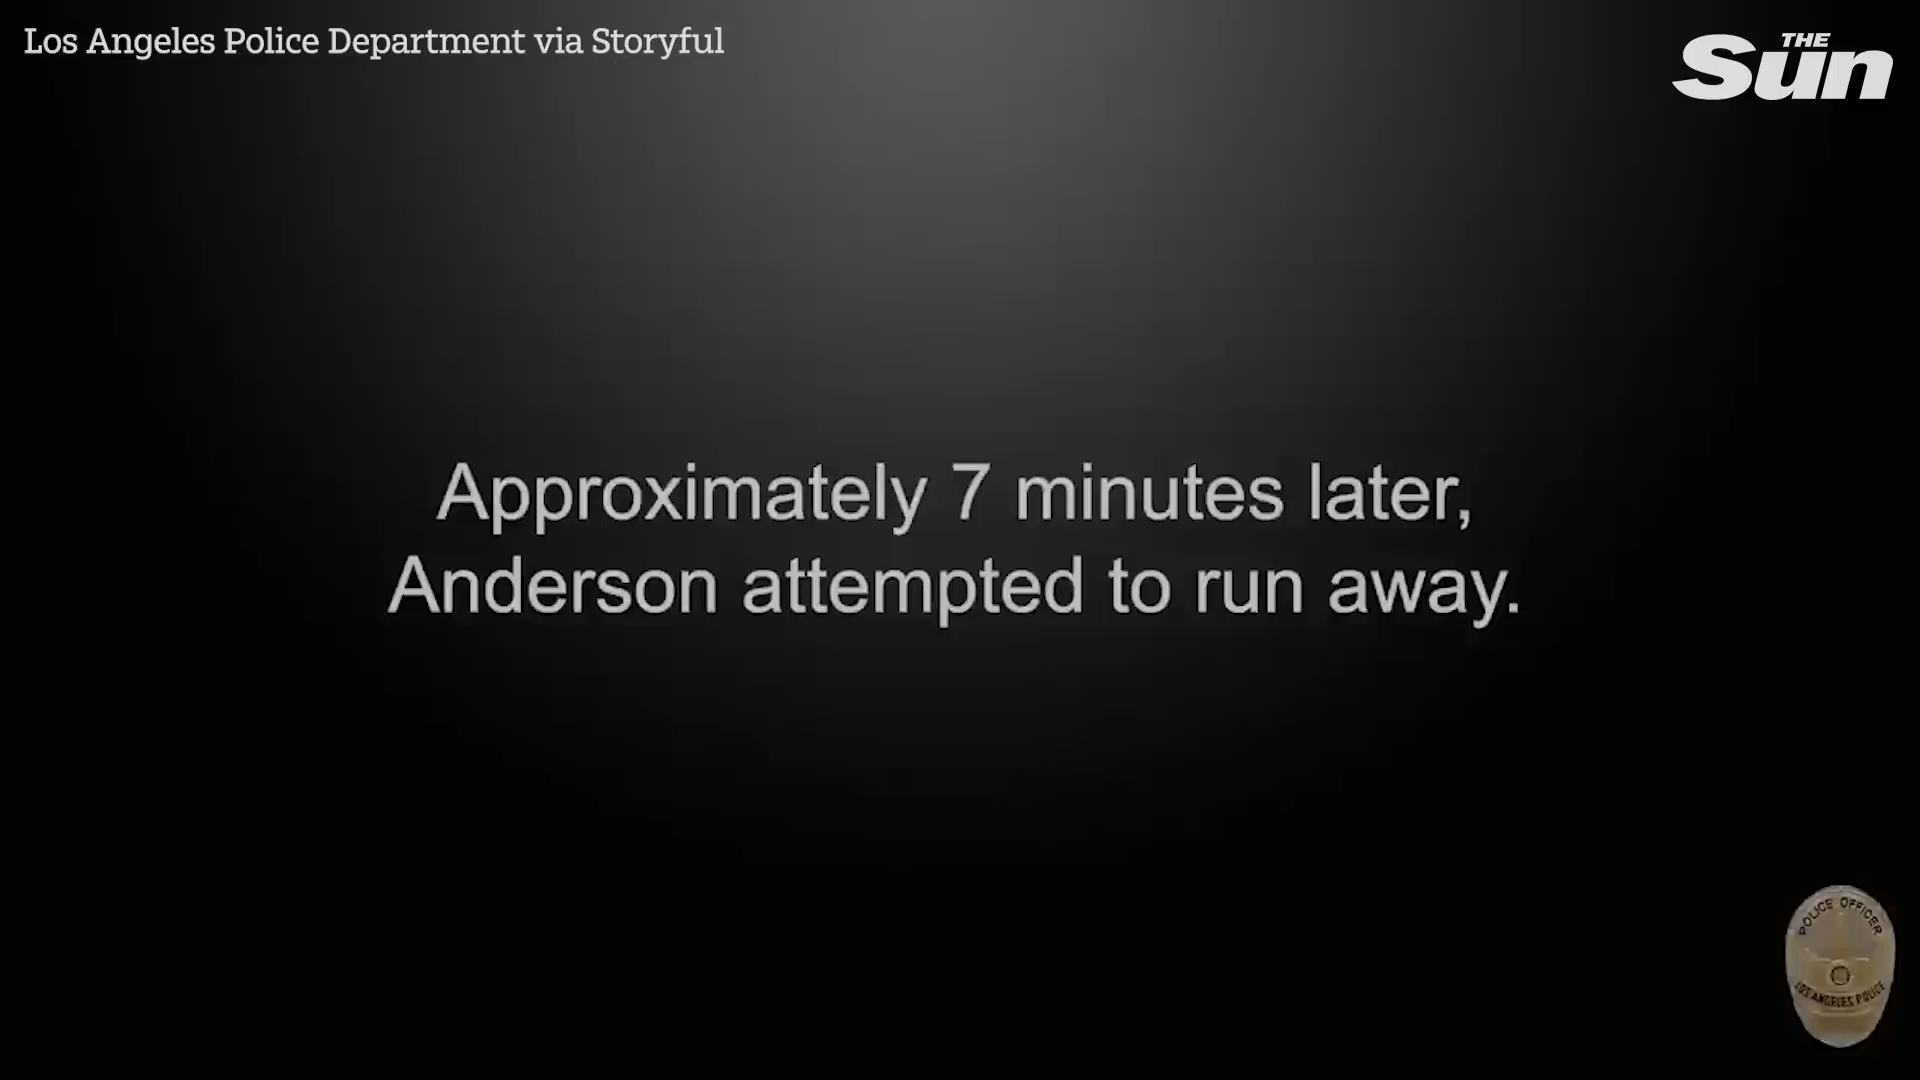 Los Angeles Police Department via Storyful
THE
Sun
Approximately 7 minutes later,
Anderson attempted to run away.
POLICE OFFICER
LOS ANGELES POLICE